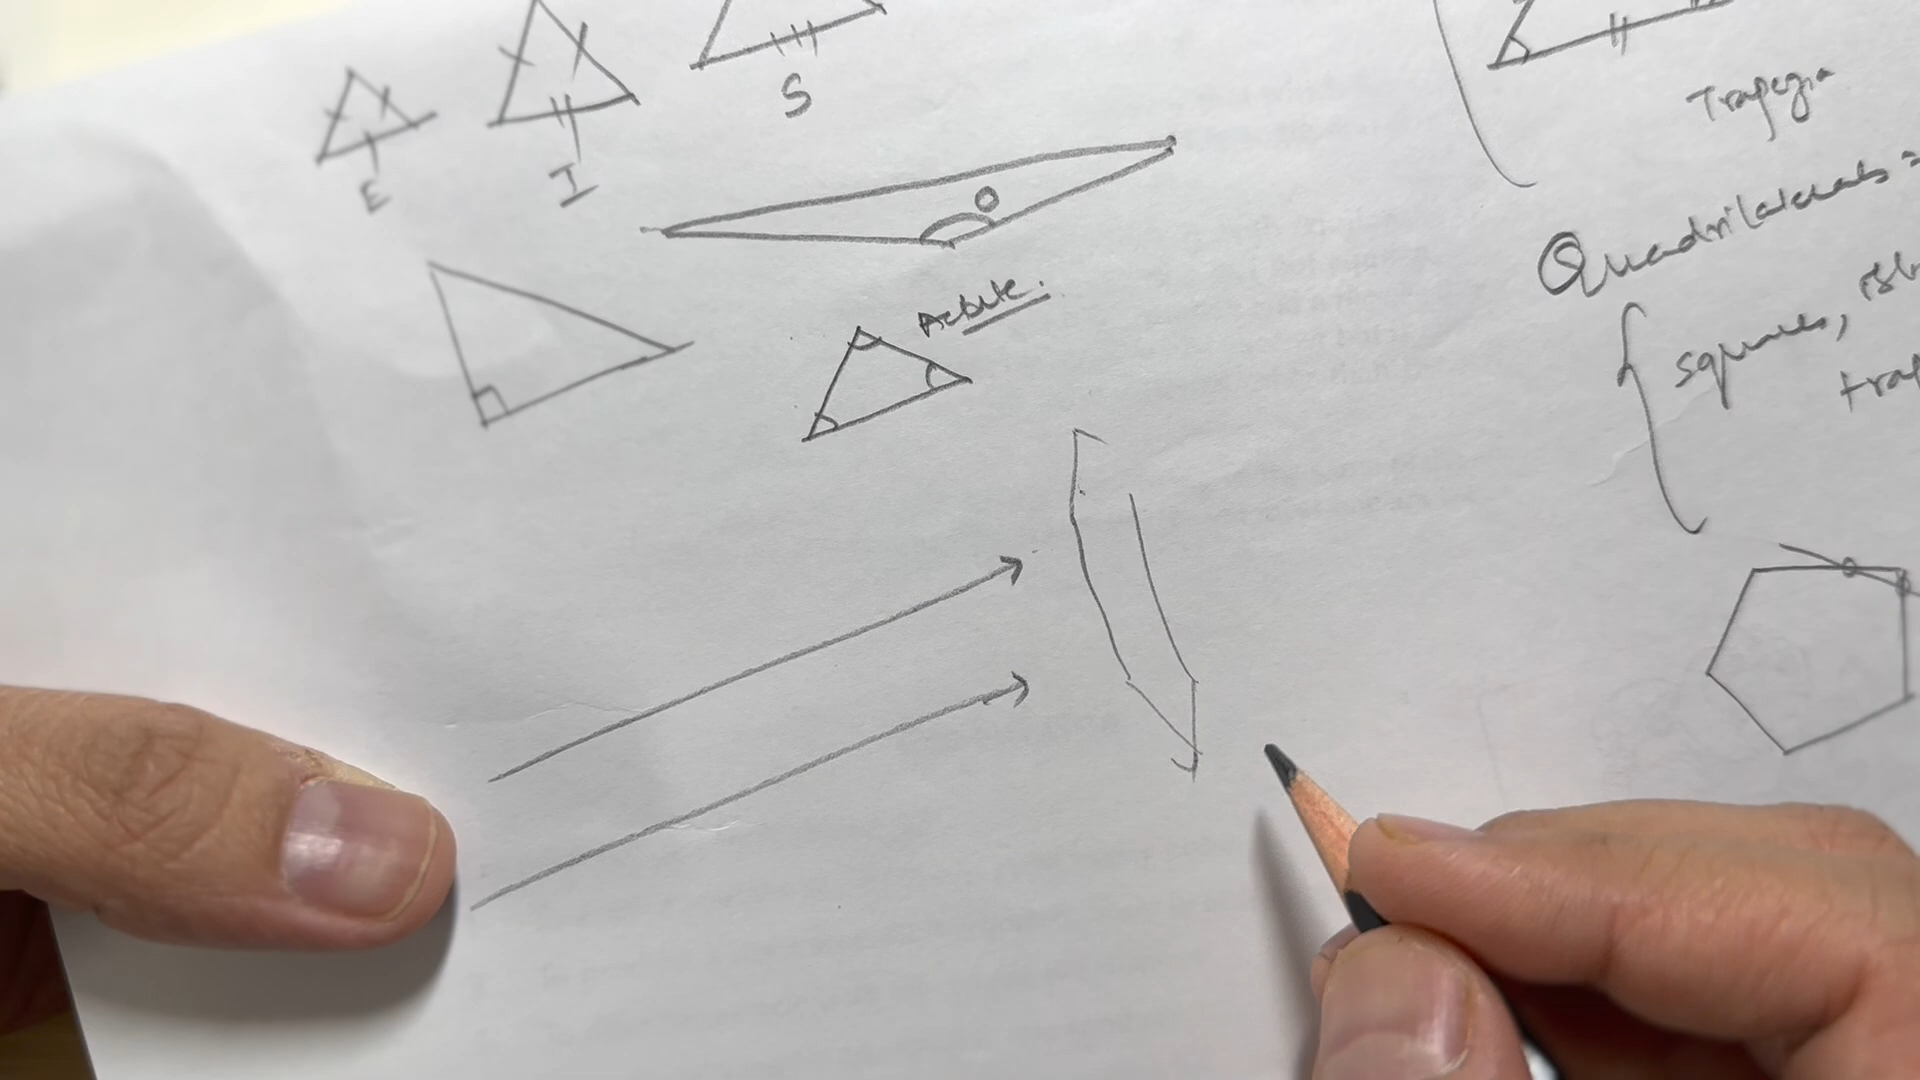 E
I
S
O
Acute.
Trapezia
Quadrilaterals =
squares,